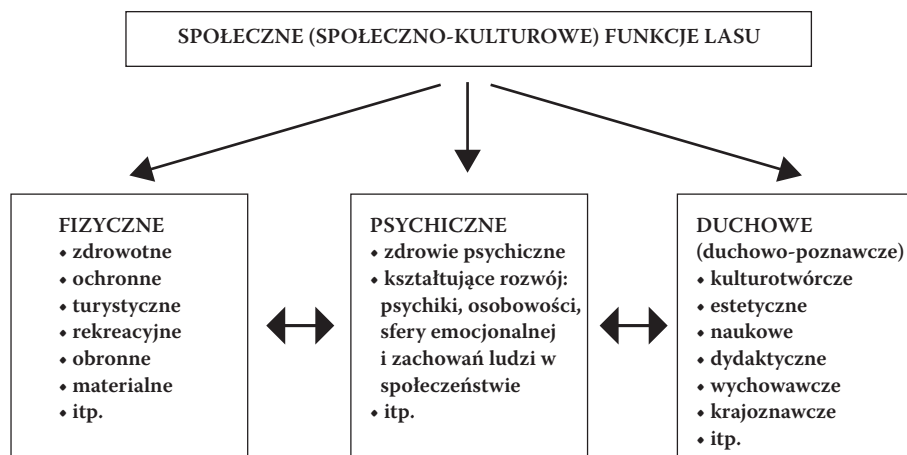 SPOŁECZNE (SPOŁECZNO-KULTUROWE) FUNKCJE LASU
FIZYCZNE
• zdrowotne
• ochronne
• turystyczne
• rekreacyjne
• obronne
• materialne
• itp.
PSYCHICZNE
• zdrowie psychiczne
• kształtujące rozwój:
psychiki, osobowości,
sfery emocjonalnej
i zachowań ludzi w
społeczeństwie
• itp.
DUCHOWE
(duchowo-poznawcze)
• kulturotwórcze
• estetyczne
• naukowe
• dydaktyczne
• wychowawcze
• krajoznawcze
• itp.